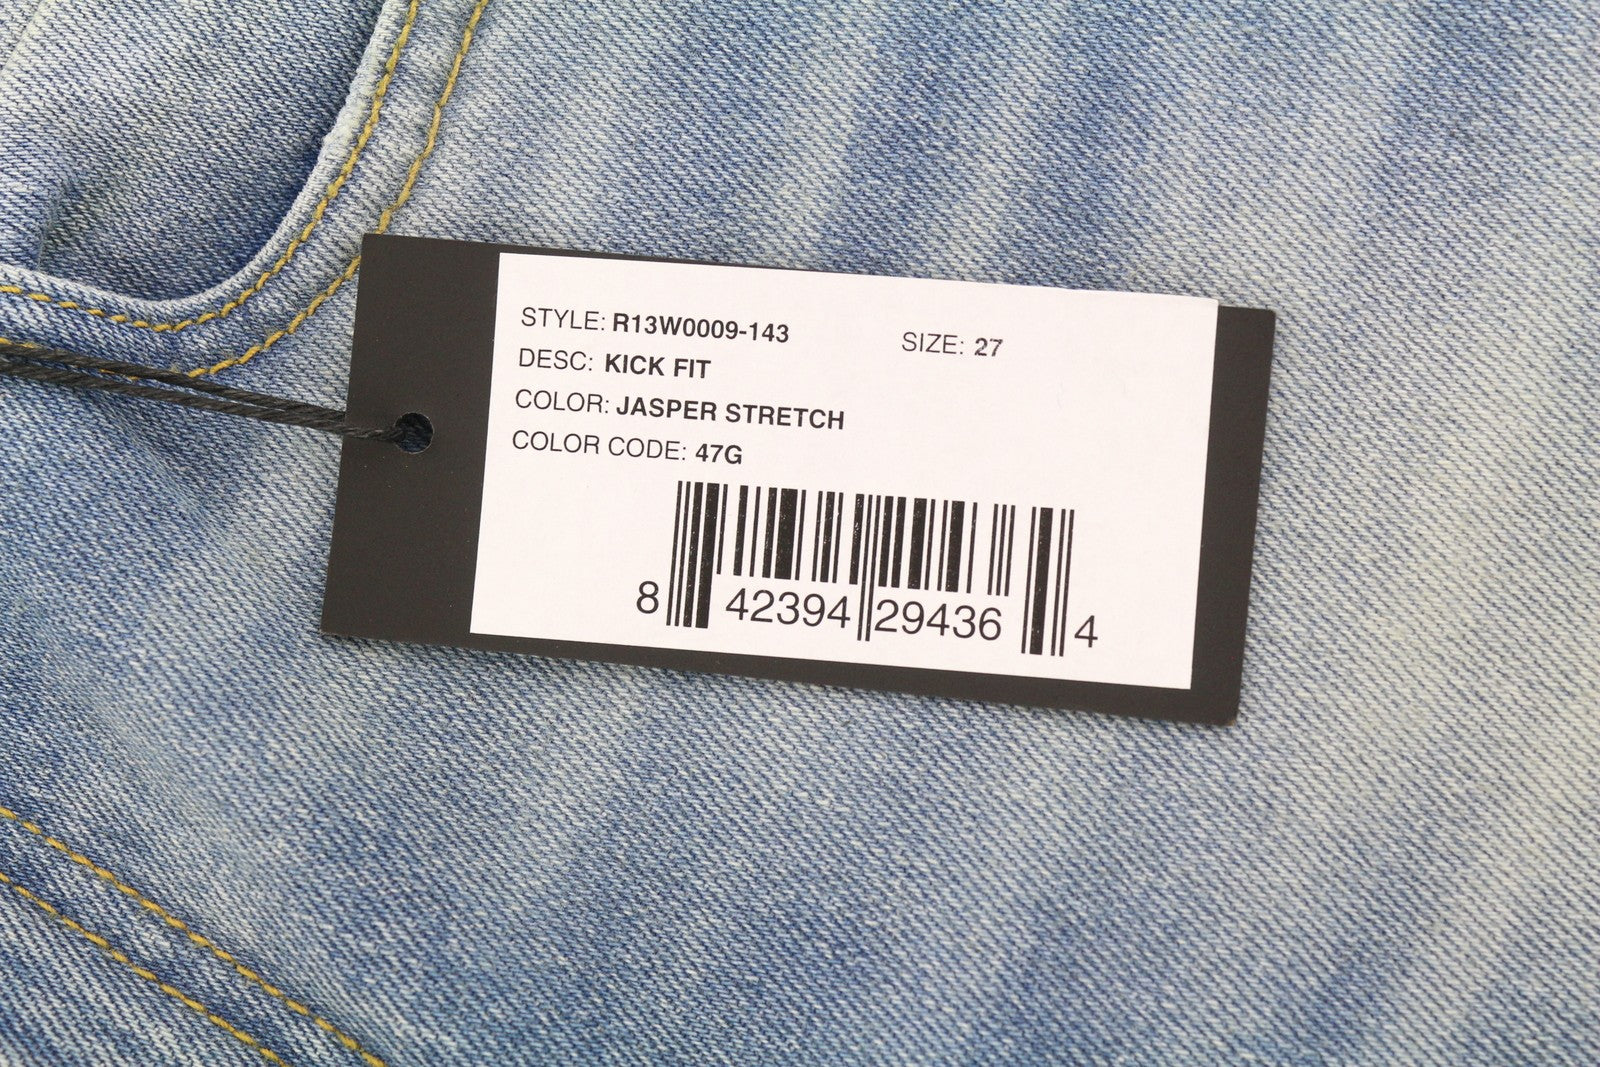 STYLE: R13W0009-143 SIZE: 27
DESC: KICK FIT
COLOR: JASPER STRETCH
COLOR CODE: 47G
8 42394 29436 4